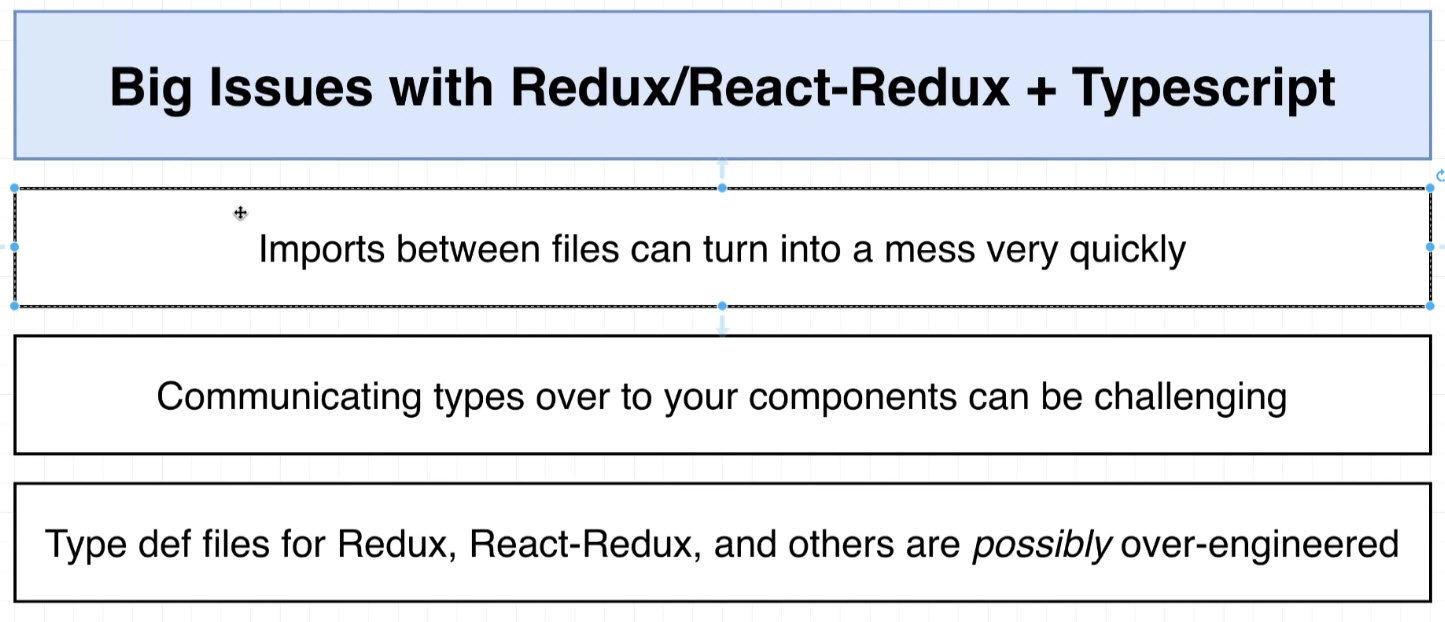 Big Issues with Redux/React-Redux + Typescript
Imports between files can turn into a mess very quickly
Communicating types over to your components can be challenging
Type def files for Redux, React-Redux, and others are possibly over-engineered